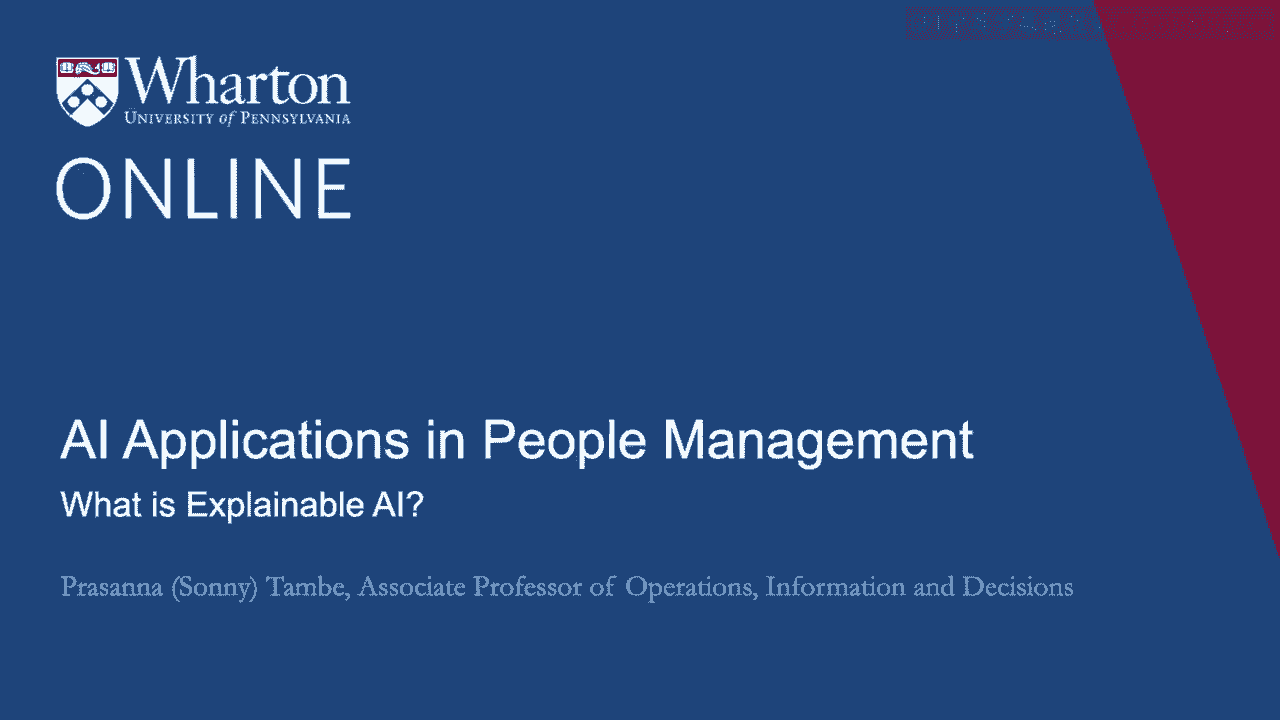 Wharton
UNIVERSITY of PENNSYLVANIA
ONLINE
AI Applications in People Management
What is Explainable AI?
Prasanna (Sonny) Tambe, Associate Professor of Operations, Information and Decisions